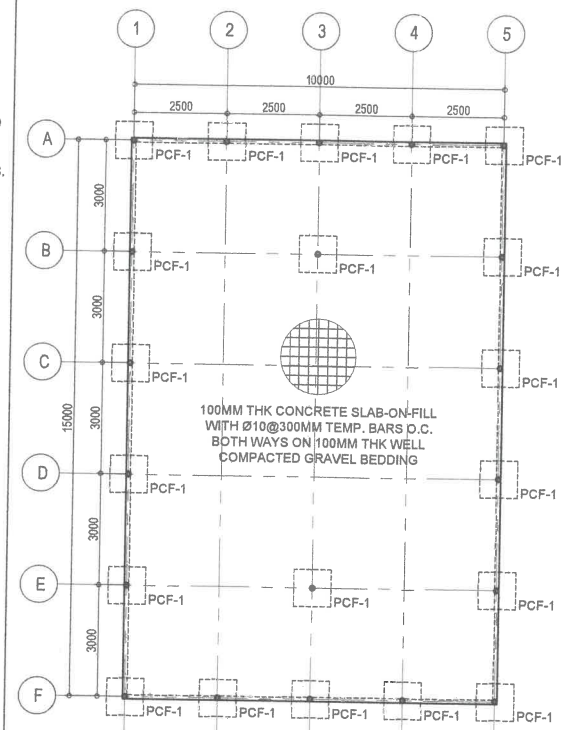 1 2 3 4 5
10000
2500 2500 2500 2500
A
PCF-1 PCF-1 PCF-1 PCF-1 PCF-1
3000
B
PCF-1 PCF-1 PCF-1
3000
C
PCF-1 PCF-1
15000
100MM THK CONCRETE SLAB-ON-FILL
WITH Ø10@300MM TEMP. BARS O.C.
BOTH WAYS ON 100MM THK WELL
COMPACTED GRAVEL BEDDING
3000
D
PCF-1 PCF-1
3000
E
PCF-1 PCF-1 PCF-1
3000
F
PCF-1 PCF-1 PCF-1 PCF-1 PCF-1